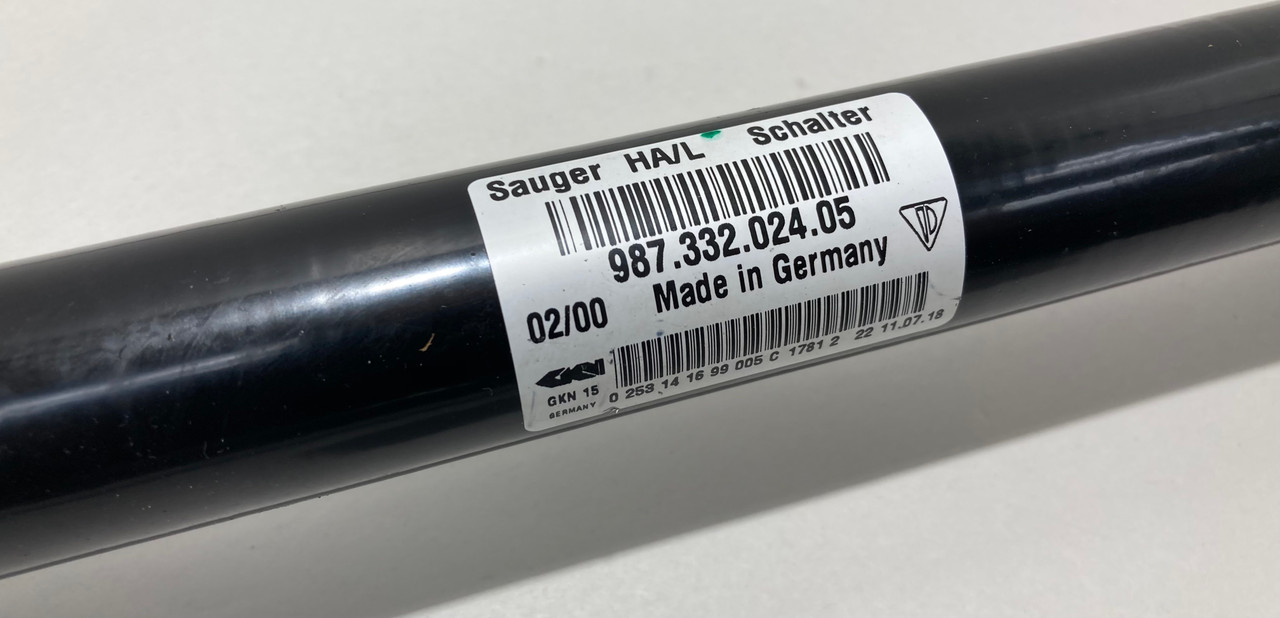 Sauger HA/L Schalter
987.332.024.05
02/00 Made in Germany
GKN
GKN 15
GERMANY
0 253 14 16 99 005 C 1781 2 22 11.07.18